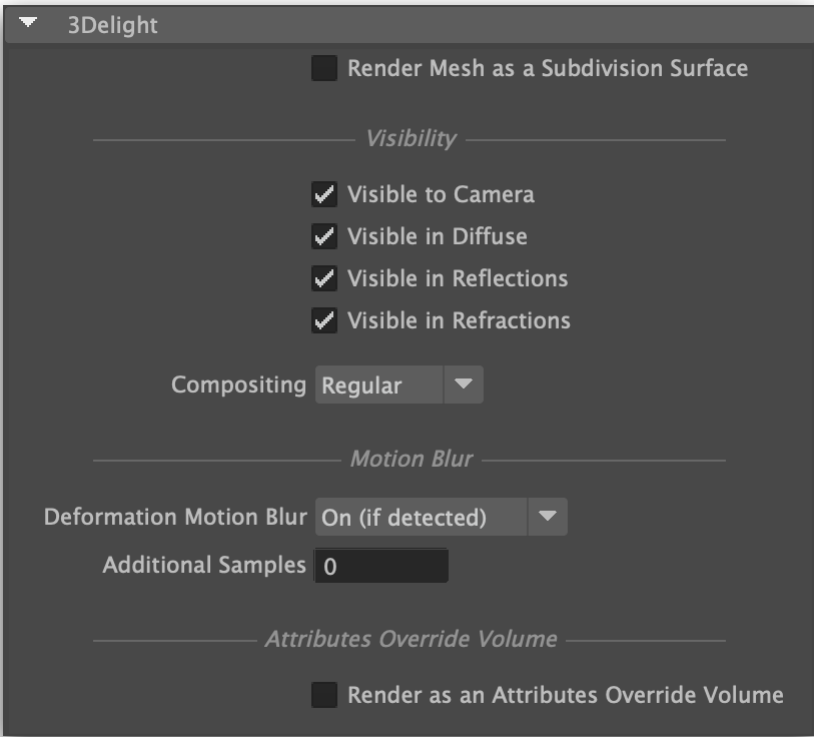 3Delight
Render Mesh as a Subdivision Surface
Visibility
Visible to Camera
Visible in Diffuse
Visible in Reflections
Visible in Refractions
Compositing Regular
Motion Blur
Deformation Motion Blur On (if detected)
Additional Samples 0
Attributes Override Volume
Render as an Attributes Override Volume